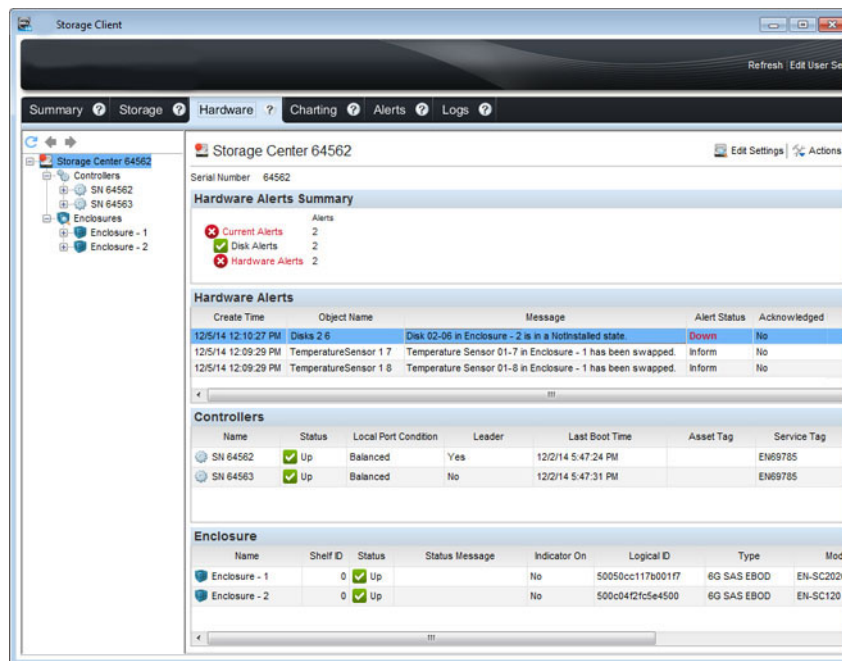 Storage Client
Refresh Edit User Se
Summary ? Storage ? Hardware ? Charting ? Alerts ? Logs ?
Storage Center 64562
Controllers
SN 64562
SN 64563
Enclosures
Enclosure - 1
Enclosure - 2
Storage Center 64562
Edit Settings Actions
Serial Number 64562
Hardware Alerts Summary
Alerts
Current Alerts 2
Disk Alerts 2
Hardware Alerts 2
Hardware Alerts
Create Time Object Name Message Alert Status Acknowledged
12/5/14 12:10:27 PM Disks 2 6 Disk 02-06 in Enclosure - 2 is in a NotInstalled state. Down No
12/5/14 12:09:29 PM TemperatureSensor 1 7 Temperature Sensor 01-7 in Enclosure - 1 has been swapped. Inform No
12/5/14 12:09:29 PM TemperatureSensor 1 8 Temperature Sensor 01-8 in Enclosure - 1 has been swapped. Inform No
Controllers
Name Status Local Port Condition Leader Last Boot Time Asset Tag Service Tag
SN 64562 Up Balanced Yes 12/2/14 5:47:24 PM EN69785
SN 64563 Up Balanced No 12/2/14 5:47:31 PM EN69785
Enclosure
Name Shelf ID Status Status Message Indicator On Logical ID Type Mod
Enclosure - 1 0 Up No 50050cc117b001f7 6G SAS EBOD EN-SC202
Enclosure - 2 0 Up No 500c04f2fc5e4500 6G SAS EBOD EN-SC120